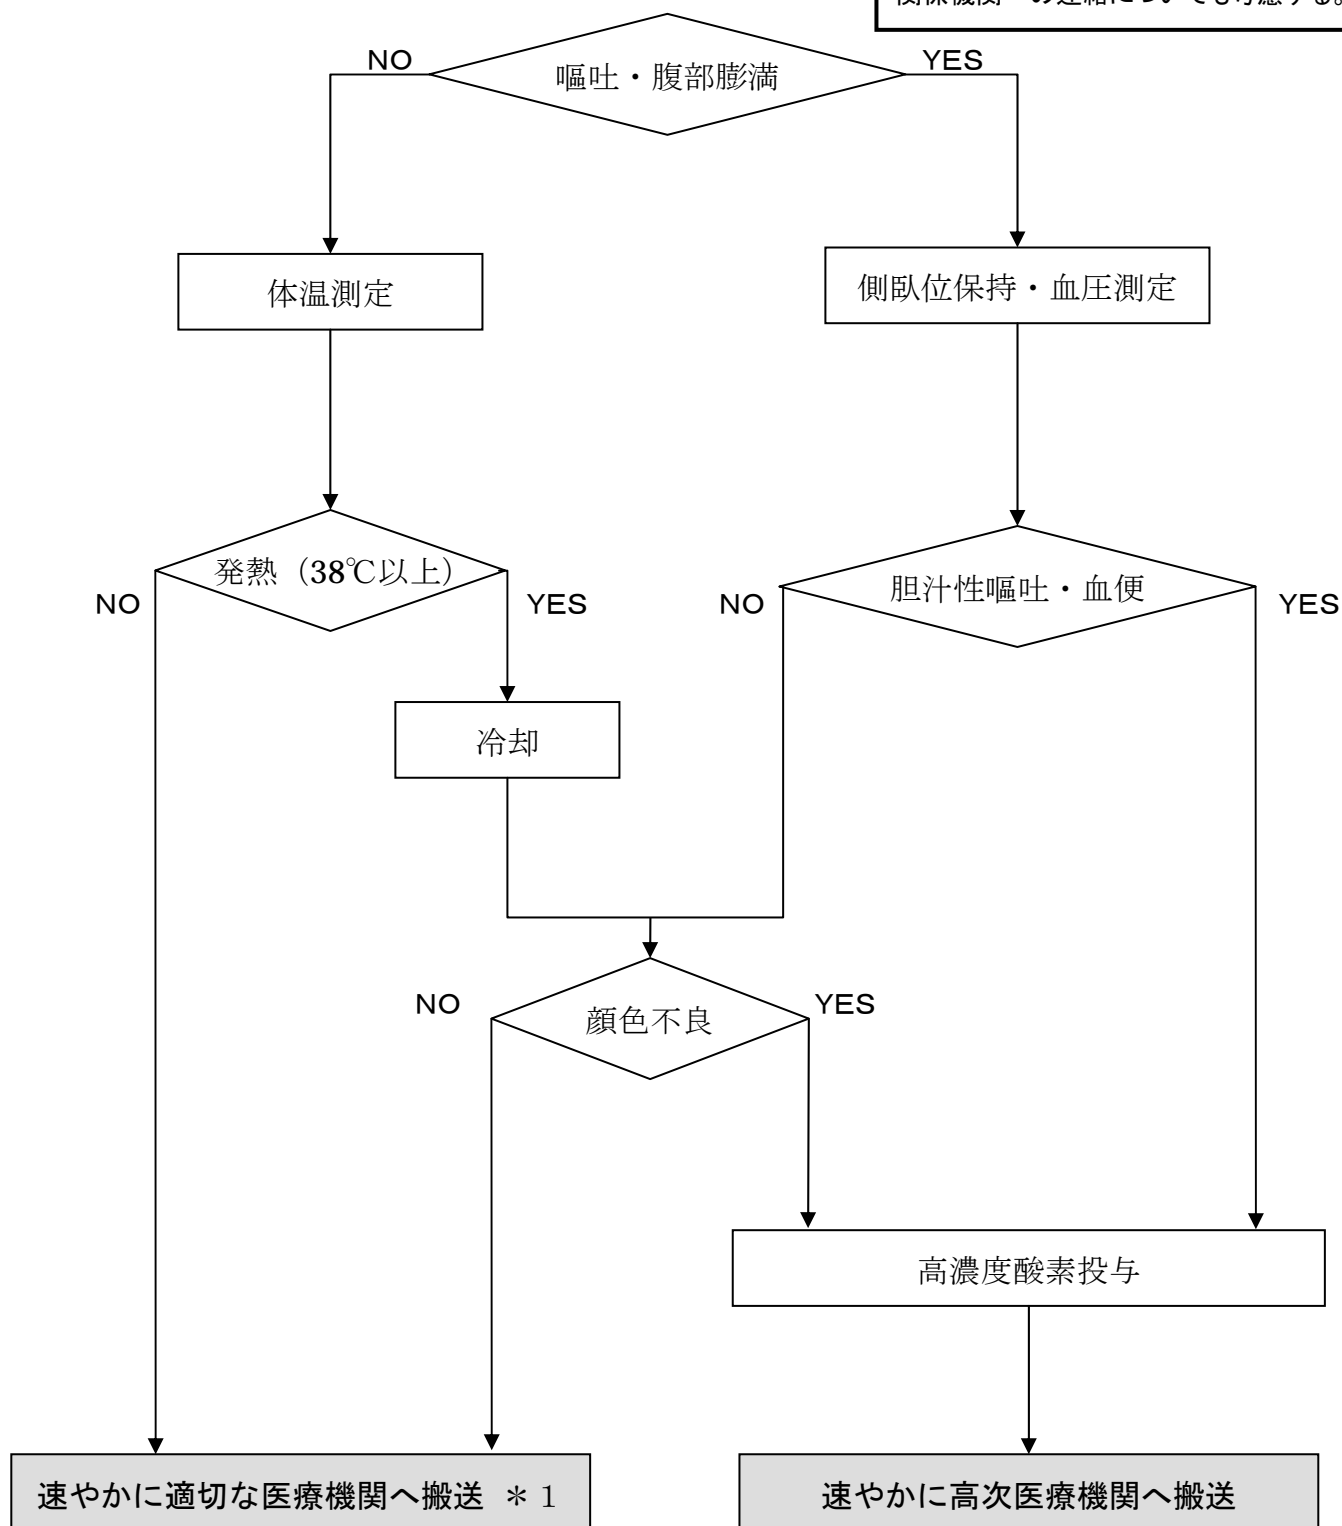 関係機関への連絡についても考慮する。
NO
嘔吐・腹部膨満
YES
体温測定
側臥位保持・血圧測定
発熱（38℃以上）
胆汁性嘔吐・血便
NO
YES
NO
YES
冷却
NO
顔色不良
YES
高濃度酸素投与
速やかに適切な医療機関へ搬送 ＊１
速やかに高次医療機関へ搬送